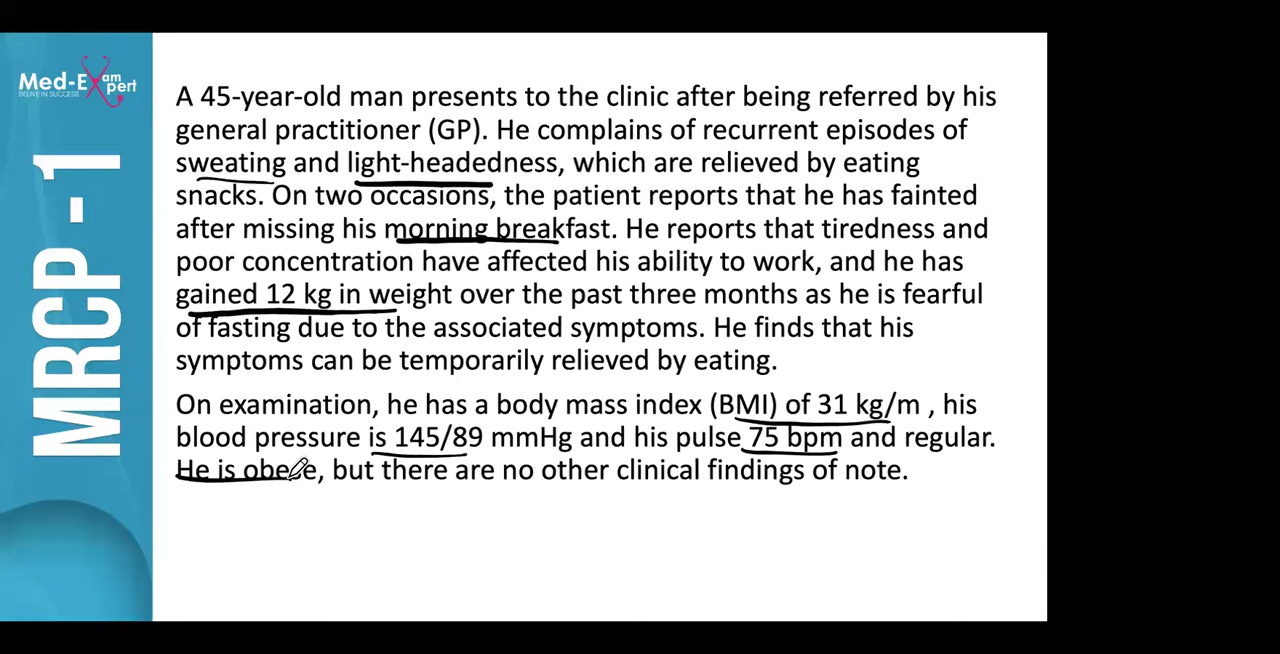 Med-Exam
pert
BELIVE IN SUCCESS
MRCP - 1
A 45-year-old man presents to the clinic after being referred by his
general practitioner (GP). He complains of recurrent episodes of
sweating and light-headedness, which are relieved by eating
snacks. On two occasions, the patient reports that he has fainted
after missing his morning breakfast. He reports that tiredness and
poor concentration have affected his ability to work, and he has
gained 12 kg in weight over the past three months as he is fearful
of fasting due to the associated symptoms. He finds that his
symptoms can be temporarily relieved by eating.
On examination, he has a body mass index (BMI) of 31 kg/m , his
blood pressure is 145/89 mmHg and his pulse 75 bpm and regular.
He is obese, but there are no other clinical findings of note.